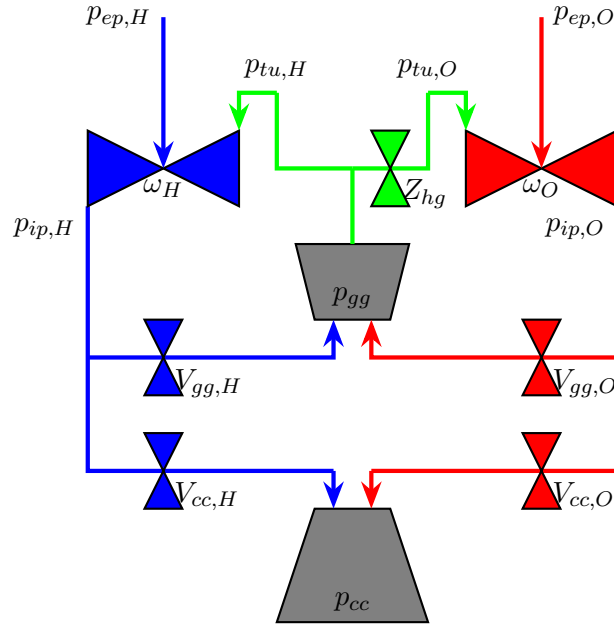 p_{ep,H}
p_{ep,O}
p_{tu,H}
p_{tu,O}
ω_H
Z_{hg}
ω_O
p_{ip,H}
p_{ip,O}
p_{gg}
V_{gg,H}
V_{gg,O}
V_{cc,H}
V_{cc,O}
p_{cc}